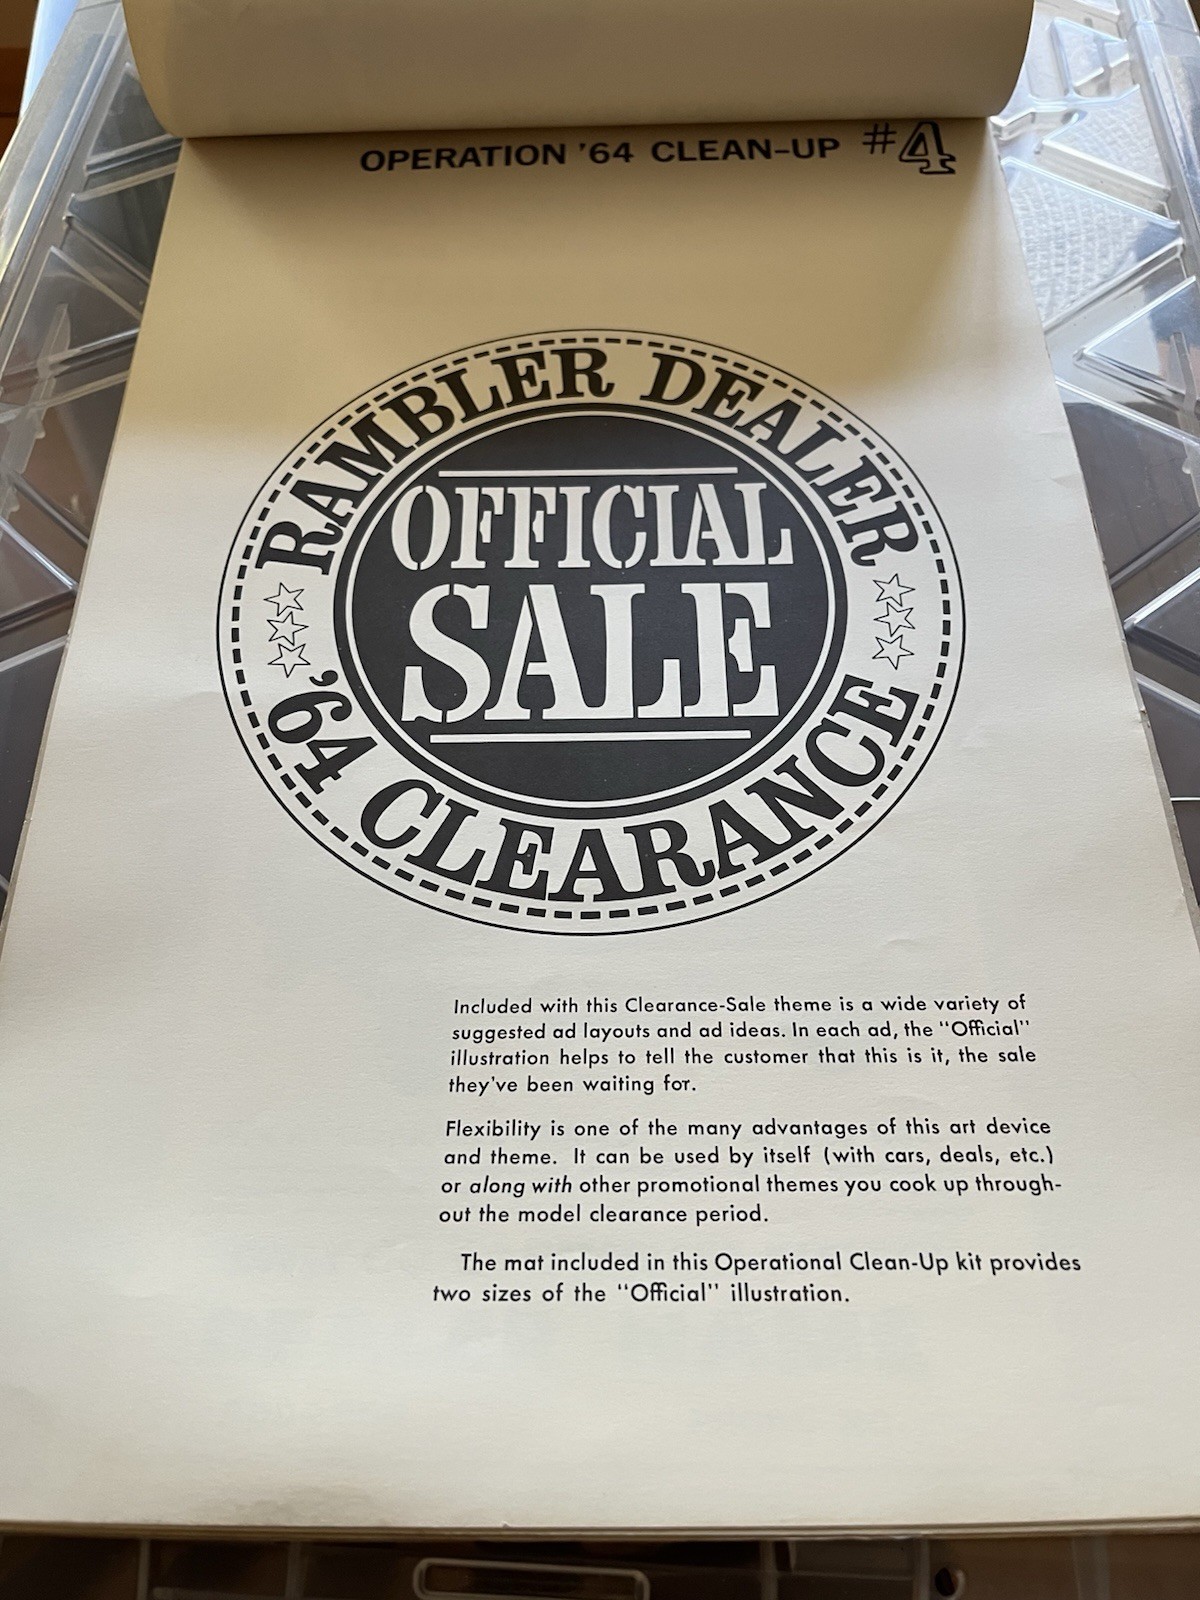 OPERATION '64 CLEAN-UP #4
RAMBLER DEALER
OFFICIAL
SALE
'64 CLEARANCE
Included with this Clearance-Sale theme is a wide variety of
suggested ad layouts and ad ideas. In each ad, the "Official"
illustration helps to tell the customer that this is it, the sale
they've been waiting for.
Flexibility is one of the many advantages of this art device
and theme. It can be used by itself (with cars, deals, etc.)
or along with other promotional themes you cook up through-
out the model clearance period.
The mat included in this Operational Clean-Up kit provides
two sizes of the "Official" illustration.